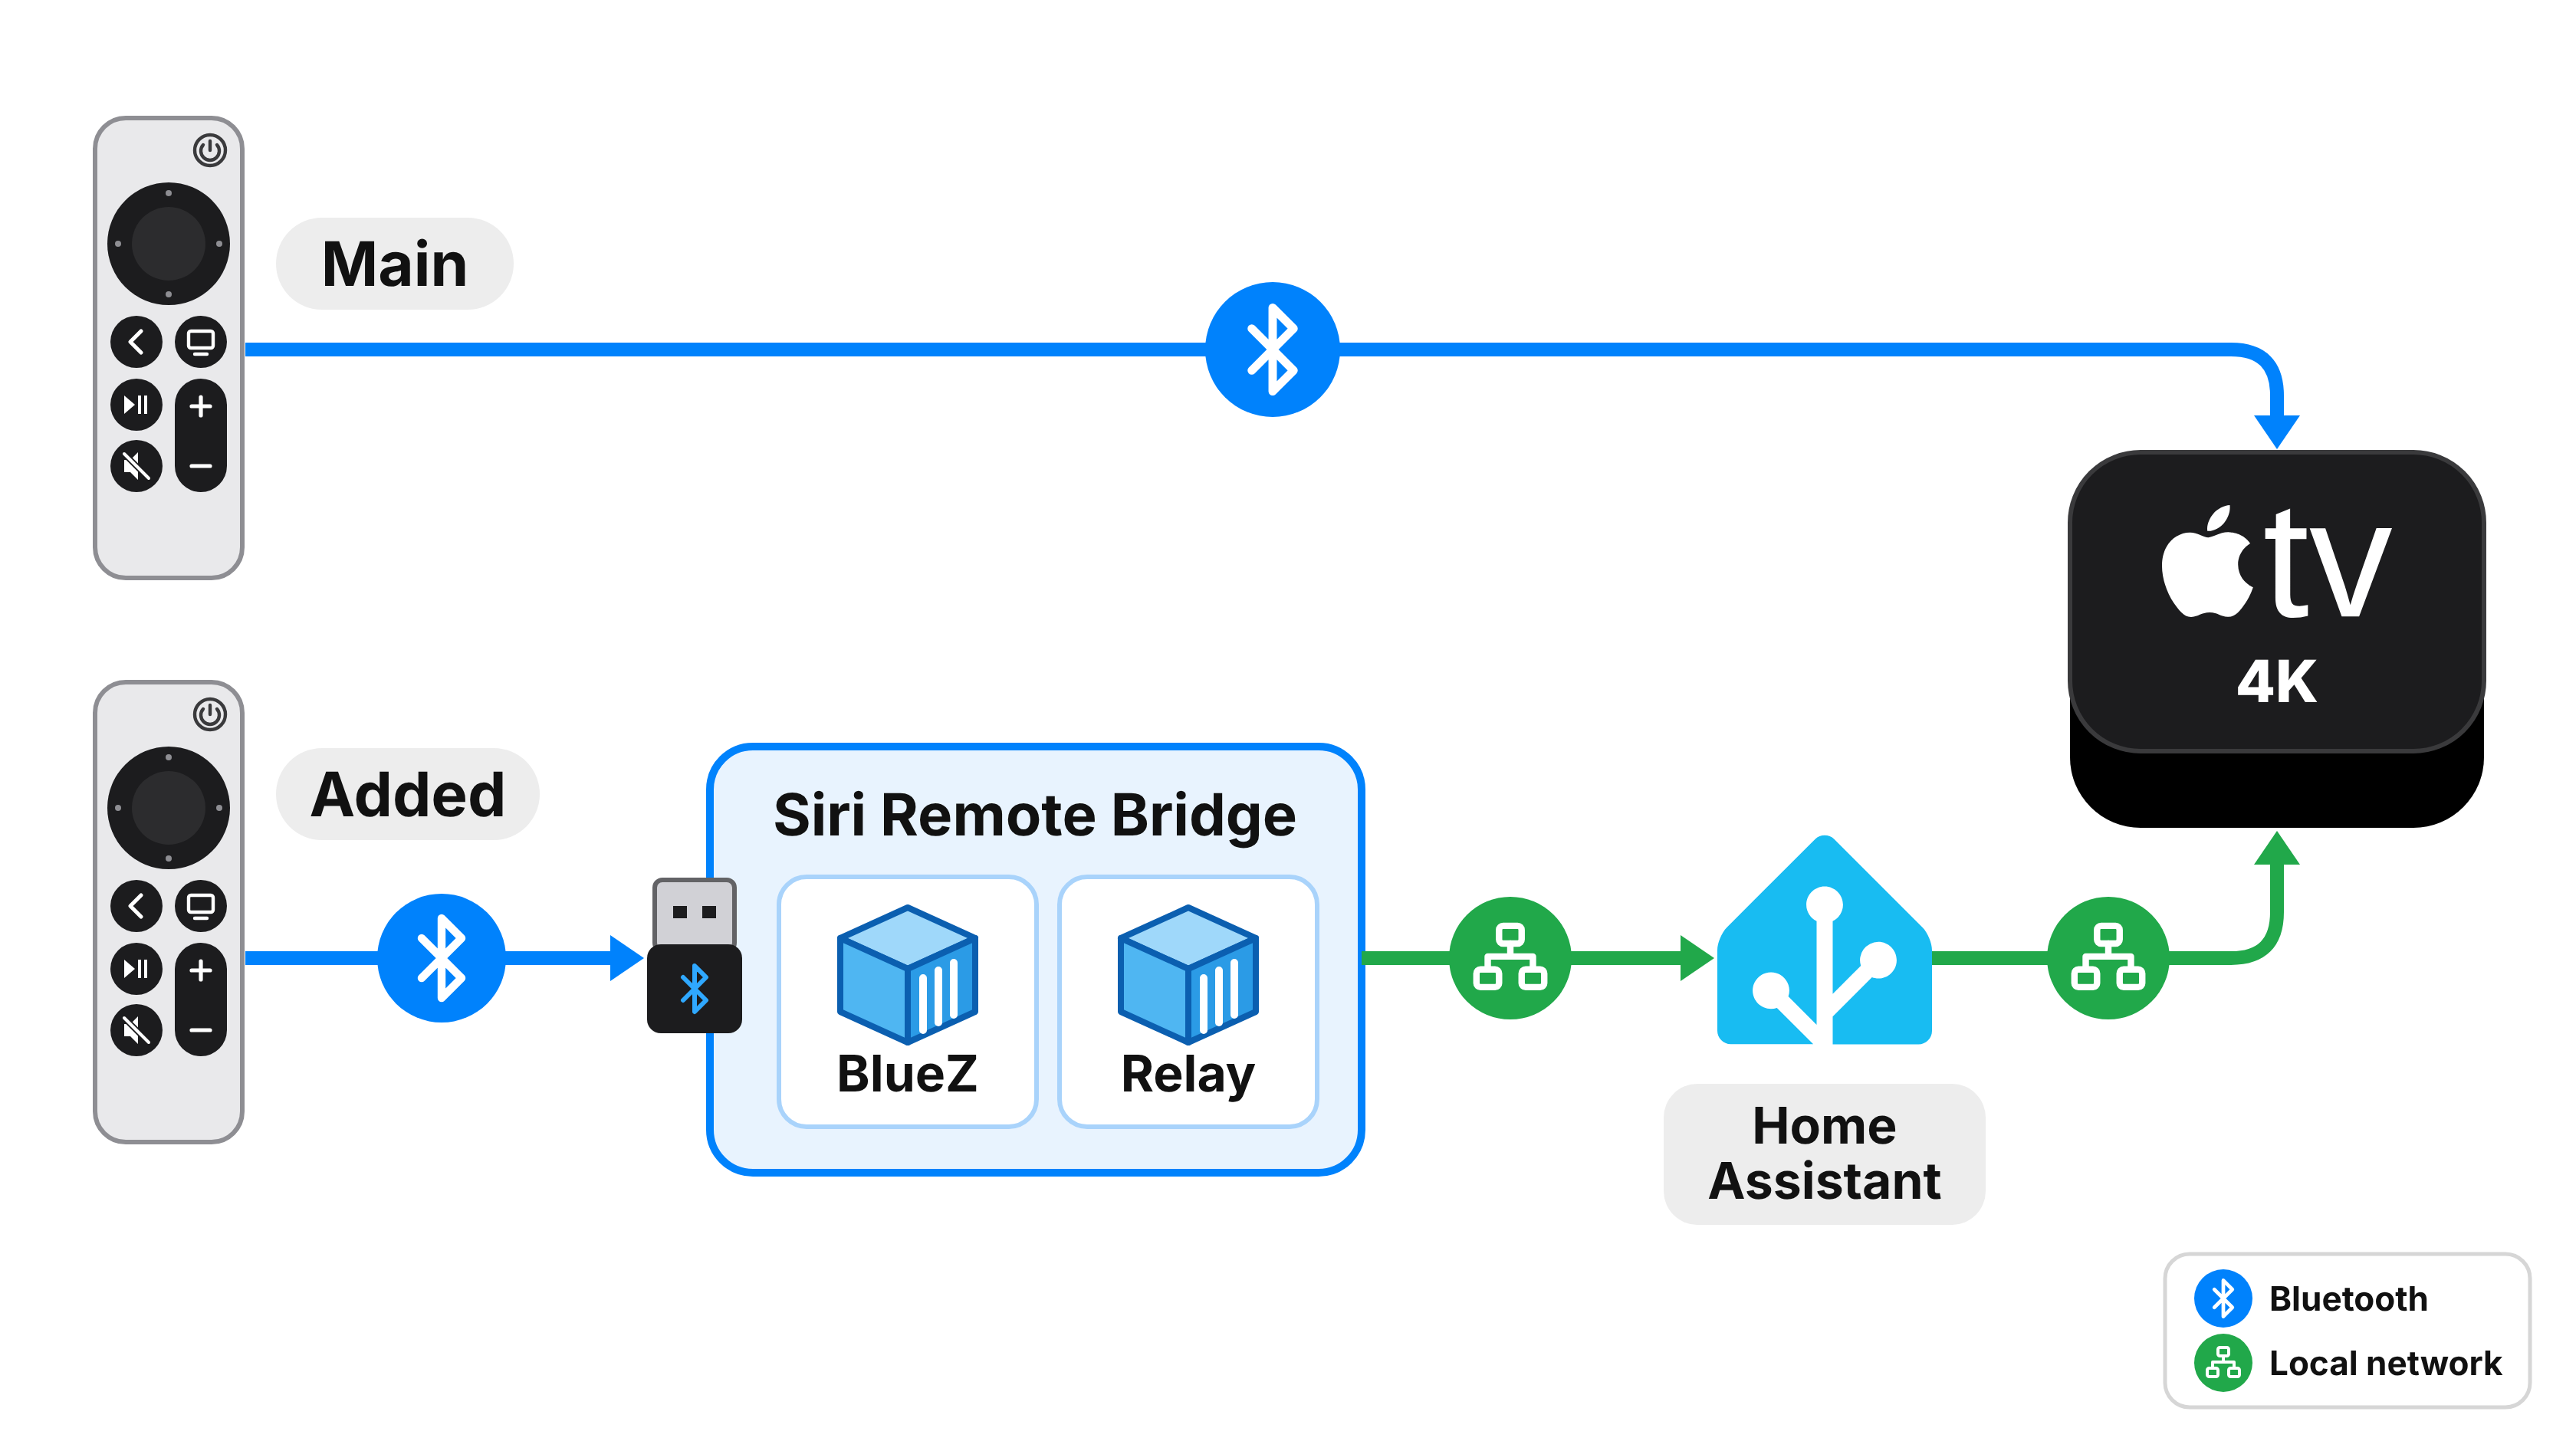 Main
tv
4K
Added
Siri Remote Bridge
BlueZ
Relay
Home
Assistant
Bluetooth
Local network